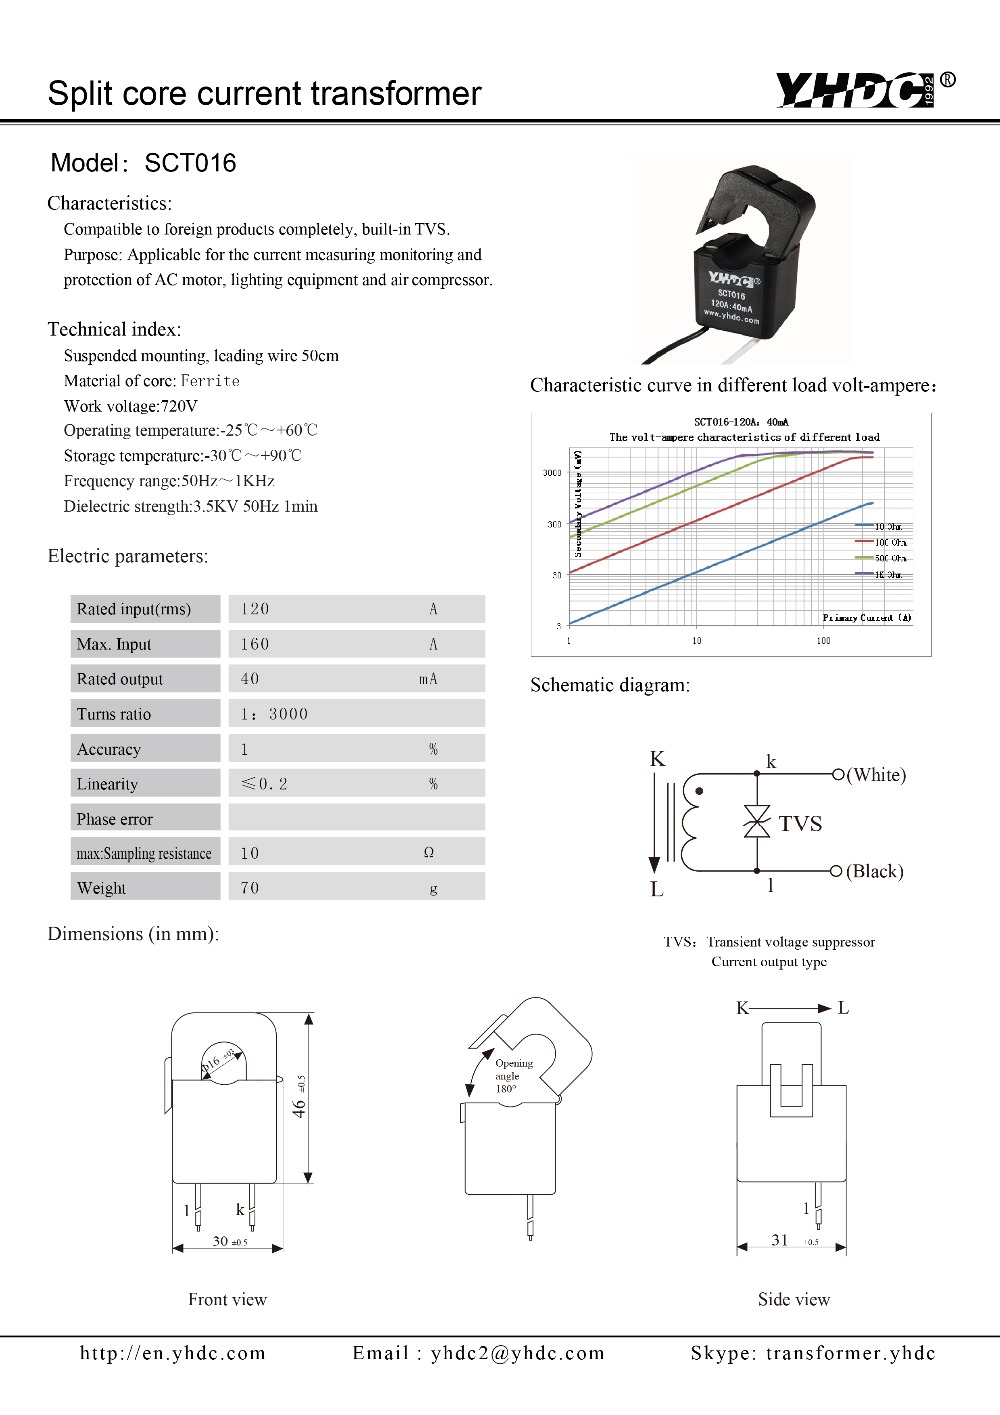 Split core current transformer
YHDC 1992 ®
Model： SCT016
Characteristics:
Compatible to foreign products completely, built-in TVS.
Purpose: Applicable for the current measuring monitoring and
protection of AC motor, lighting equipment and air compressor.
Technical index:
Suspended mounting, leading wire 50cm
Material of core: Ferrite
Work voltage:720V
Operating temperature:-25℃～+60℃
Storage temperature:-30℃～+90℃
Frequency range:50Hz～1KHz
Dielectric strength:3.5KV 50Hz 1min
Electric parameters:
Rated input(rms) 120 A
Max. Input 160 A
Rated output 40 mA
Turns ratio 1：3000
Accuracy 1 %
Linearity ≤0.2 %
Phase error
max:Sampling resistance 10 Ω
Weight 70 g
YHDC®
SCT016
120A:40mA
www.yhdc.com
Characteristic curve in different load volt-ampere：
SCT016-120A：40mA
The volt-ampere characteristics of different load
Secondary Voltage (mV)
3000
300
30
3
1 10 100
Primary Current (A)
10 Ohm
100 Ohm
500 Ohm
1K Ohm
Schematic diagram:
K
L
k
(White)
TVS
l
(Black)
TVS：Transient voltage suppressor
Current output type
Dimensions (in mm):
Φ16 ±03
46 ±0.5
l k
30 ±0.5
Front view
Opening
angle
180°
K L
l
31 ±0.5
Side view
http://en.yhdc.com Email : yhdc2@yhdc.com Skype: transformer.yhdc